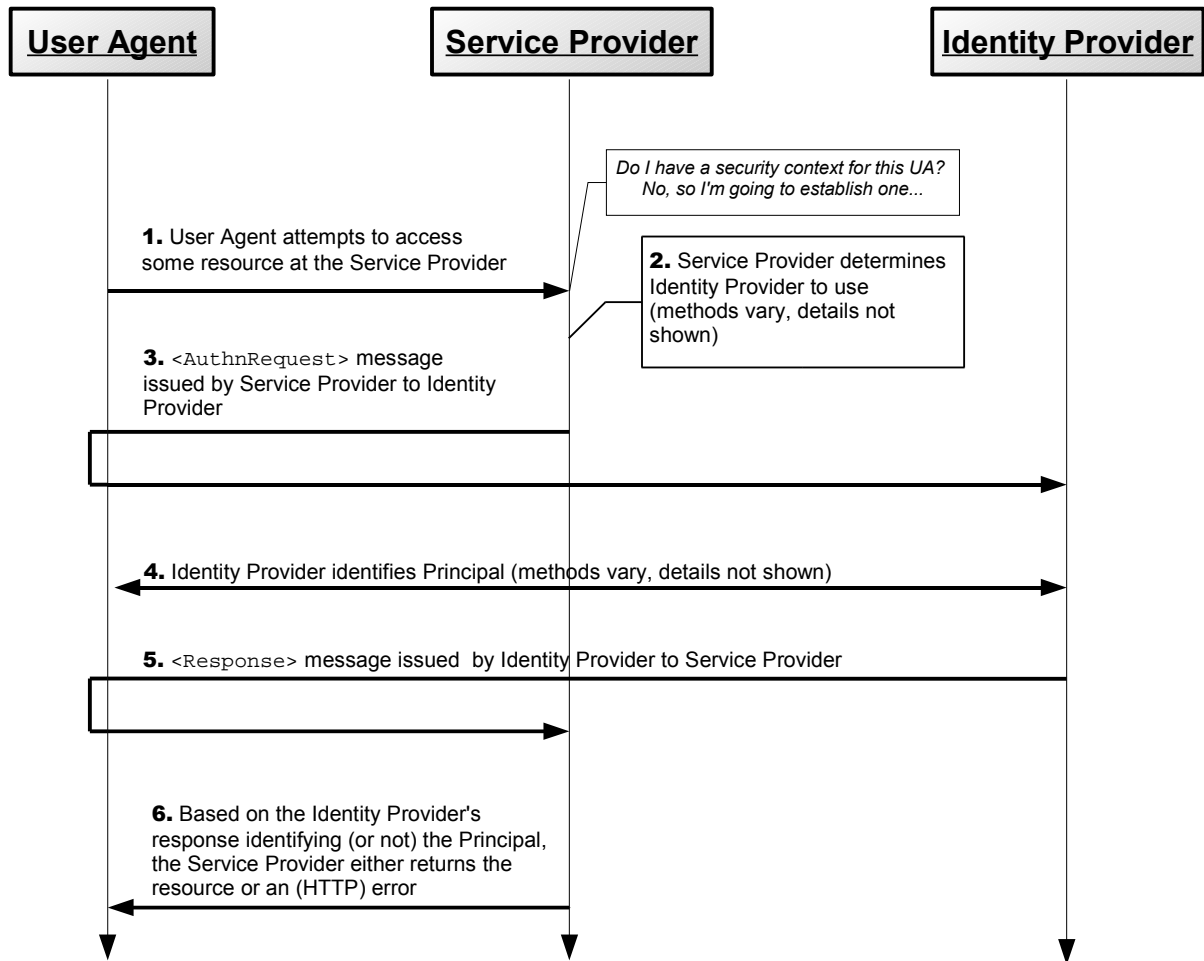 User Agent
Service Provider
Identity Provider
Do I have a security context for this UA?
No, so I'm going to establish one...
1. User Agent attempts to access
some resource at the Service Provider
2. Service Provider determines
Identity Provider to use
(methods vary, details not
shown)
3. <AuthnRequest> message
issued by Service Provider to Identity
Provider
4. Identity Provider identifies Principal (methods vary, details not shown)
5. <Response> message issued by Identity Provider to Service Provider
6. Based on the Identity Provider's
response identifying (or not) the Principal,
the Service Provider either returns the
resource or an (HTTP) error